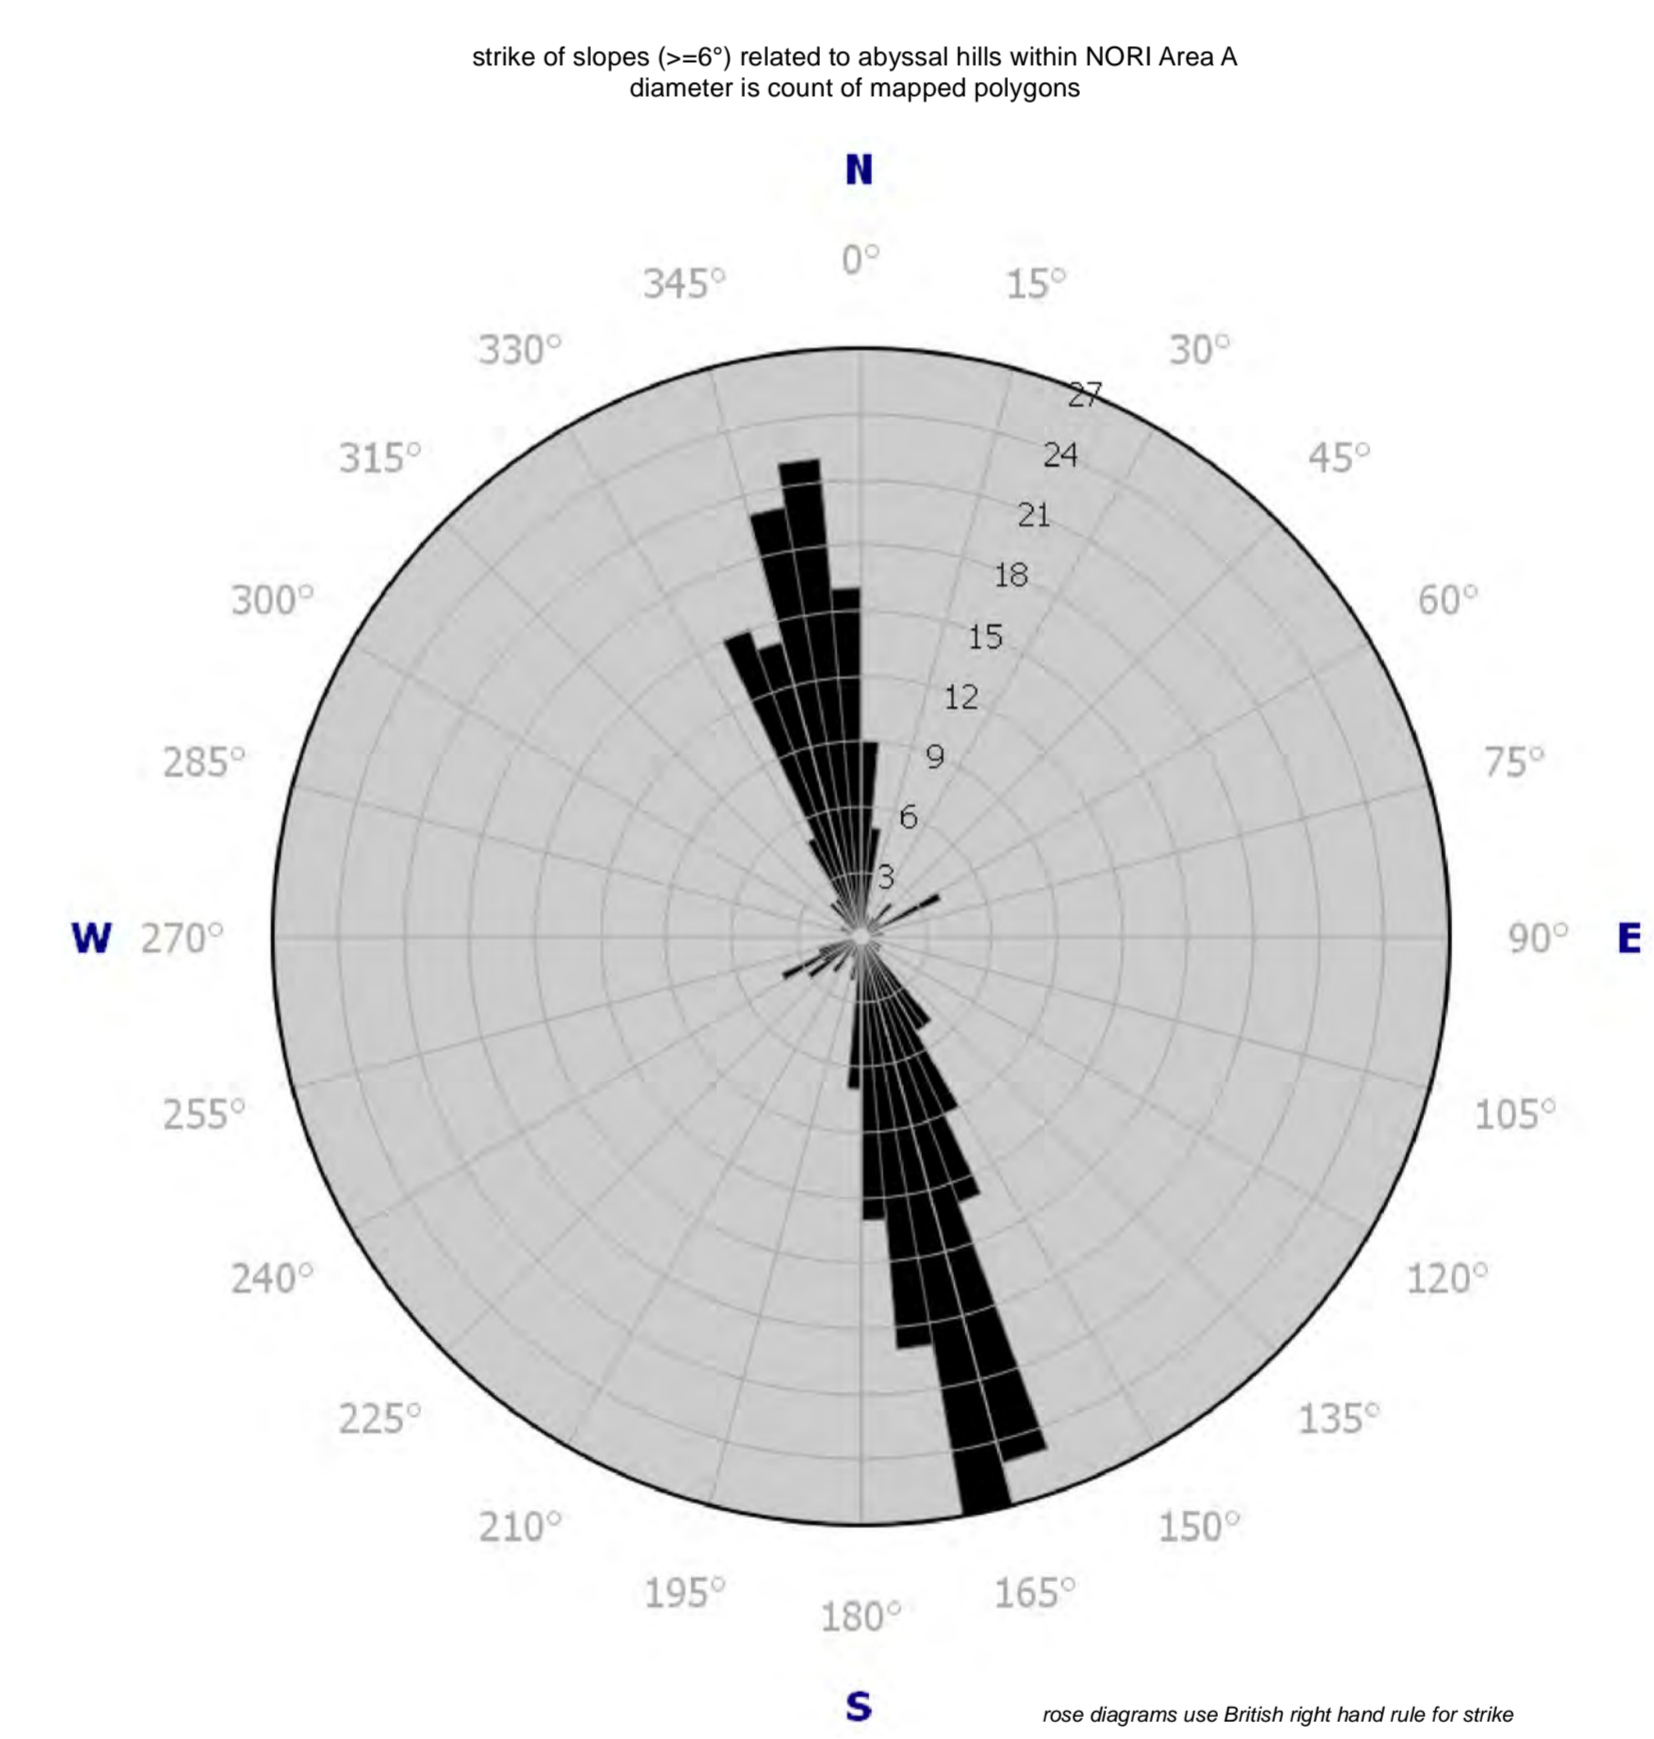 strike of slopes (>=6°) related to abyssal hills within NORI Area A
diameter is count of mapped polygons
N
0°
345° 15°
330° 30°
27
315° 24 45°
21
18
300° 60°
15
12
285° 9 75°
6
3
W 270° 90° E
255° 105°
240° 120°
225° 135°
210° 150°
195° 165°
180°
S
rose diagrams use British right hand rule for strike